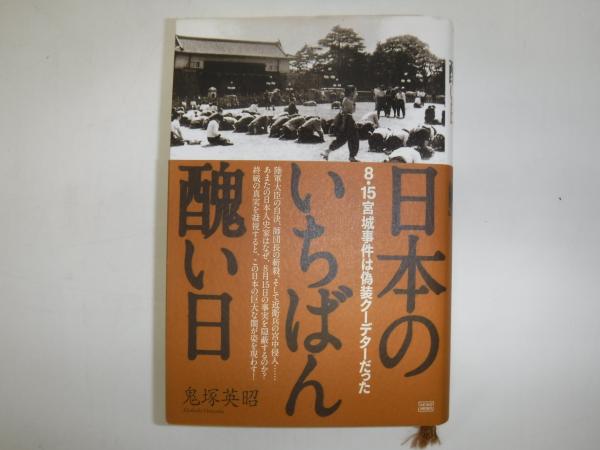 日本の
いちばん
醜い日
8・15宮城事件は偽装クーデターだった
陸軍大臣の自決、師団長の斬殺、そして近衛兵の宮中侵入……
あまたの日本人史家はなぜ、8月15日の事実を隠蔽するのか?
終戦の真実を凝視すると、この日本の巨大な闇が姿を現わす!
鬼塚英昭